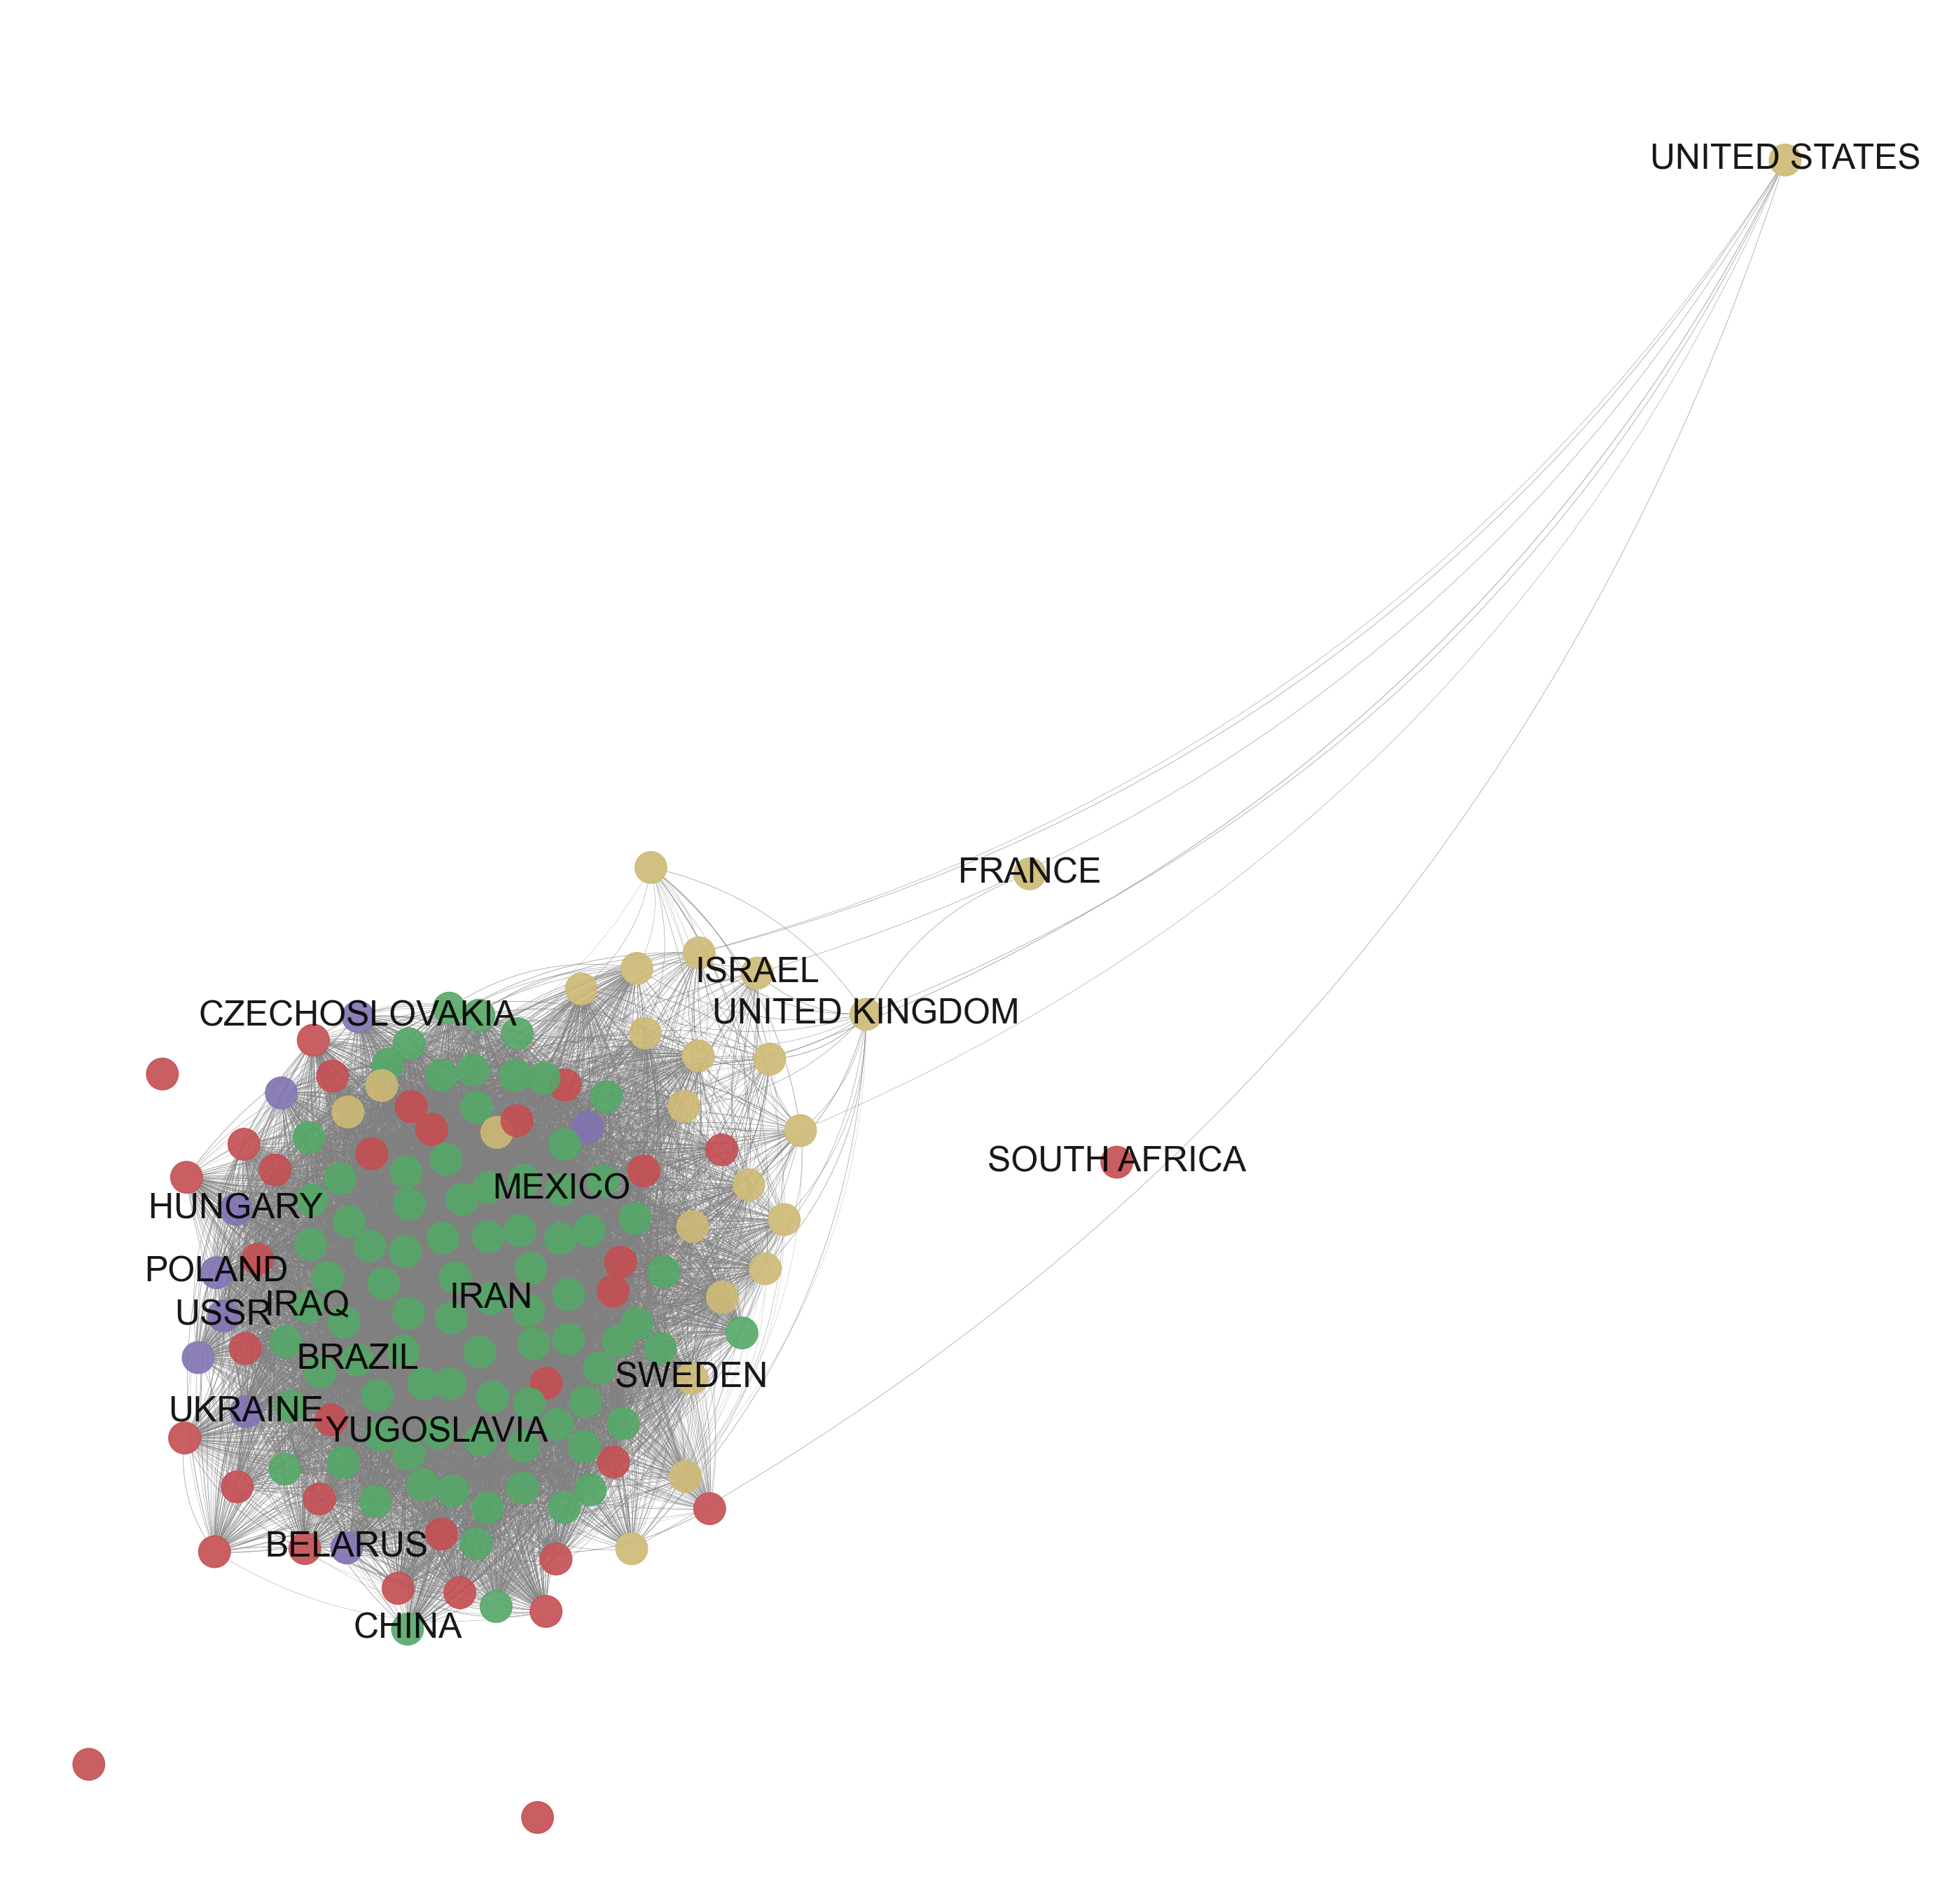 UNITED STATES
FRANCE
ISRAEL
UNITED KINGDOM
CZECHOSLOVAKIA
SOUTH AFRICA
MEXICO
HUNGARY
POLAND
IRAN
IRAQ
USSR
BRAZIL
SWEDEN
UKRAINE
YUGOSLAVIA
BELARUS
CHINA